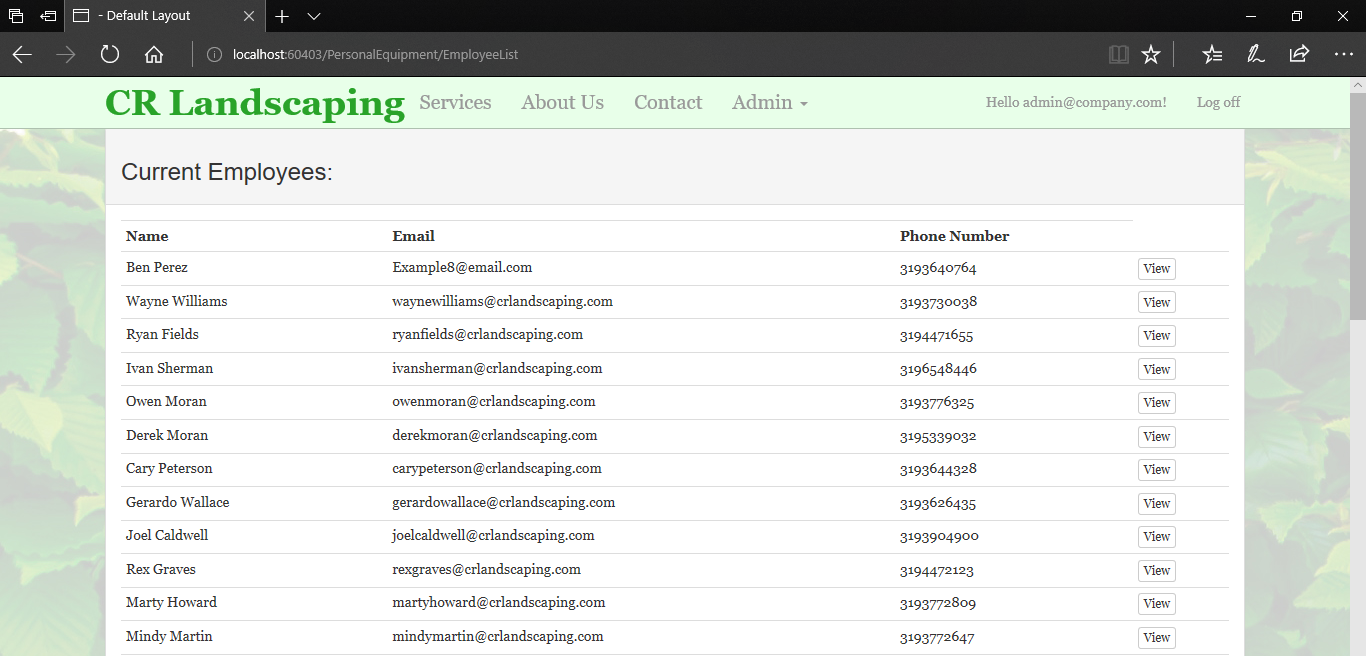 - Default Layout
localhost:60403/PersonalEquipment/EmployeeList
CR Landscaping Services About Us Contact Admin Hello admin@company.com! Log off
Current Employees:
Name Email Phone Number
Ben Perez Example8@email.com 3193640764 View
Wayne Williams waynewilliams@crlandscaping.com 3193730038 View
Ryan Fields ryanfields@crlandscaping.com 3194471655 View
Ivan Sherman ivansherman@crlandscaping.com 3196548446 View
Owen Moran owenmoran@crlandscaping.com 3193776325 View
Derek Moran derekmoran@crlandscaping.com 3195339032 View
Cary Peterson carypeterson@crlandscaping.com 3193644328 View
Gerardo Wallace gerardowallace@crlandscaping.com 3193626435 View
Joel Caldwell joelcaldwell@crlandscaping.com 3193904900 View
Rex Graves rexgraves@crlandscaping.com 3194472123 View
Marty Howard martyhoward@crlandscaping.com 3193772809 View
Mindy Martin mindymartin@crlandscaping.com 3193772647 View